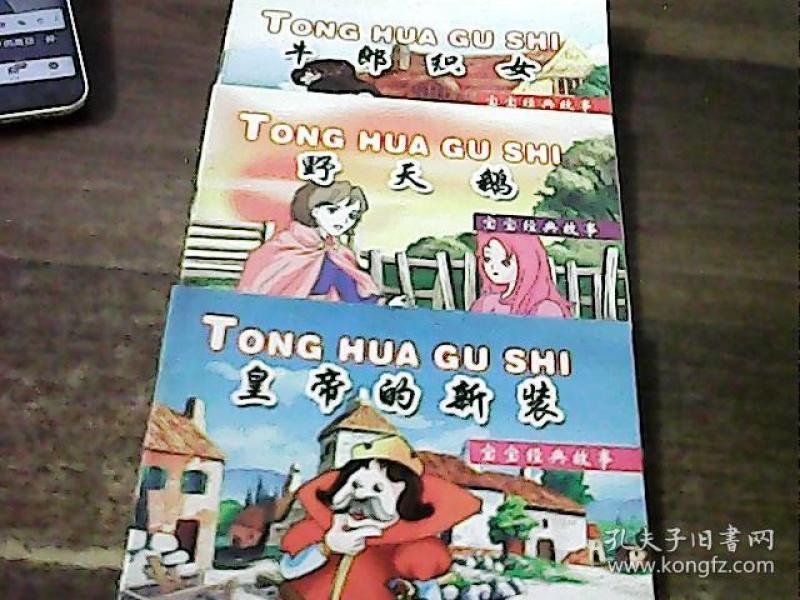 TONG HUA GU SHI
牛郎织女
宝宝经典故事
TONG HUA GU SHI
野天鹅
宝宝经典故事
TONG HUA GU SHI
皇帝的新装
宝宝经典故事
孔夫子旧书网
www.kongfz.com